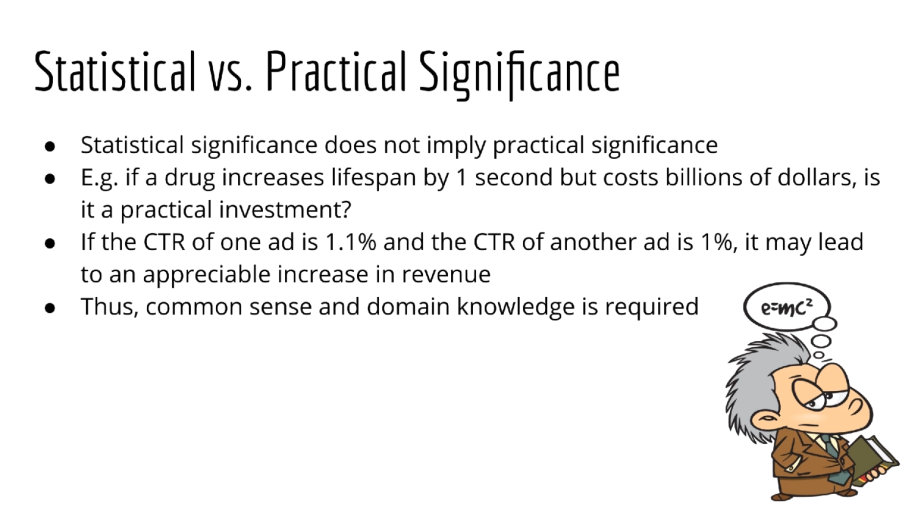 Statistical vs. Practical Significance
● Statistical significance does not imply practical significance
● E.g. if a drug increases lifespan by 1 second but costs billions of dollars, is
it a practical investment?
● If the CTR of one ad is 1.1% and the CTR of another ad is 1%, it may lead
to an appreciable increase in revenue
● Thus, common sense and domain knowledge is required
e=mc²